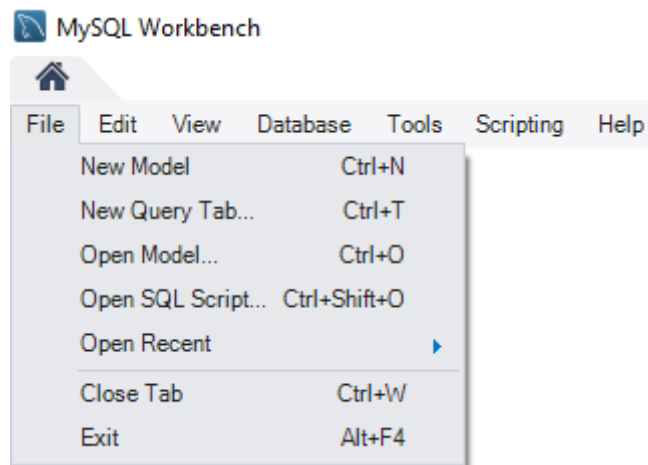 MySQL Workbench
File Edit View Database Tools Scripting Help
New Model Ctrl+N
New Query Tab... Ctrl+T
Open Model... Ctrl+O
Open SQL Script... Ctrl+Shift+O
Open Recent
Close Tab Ctrl+W
Exit Alt+F4